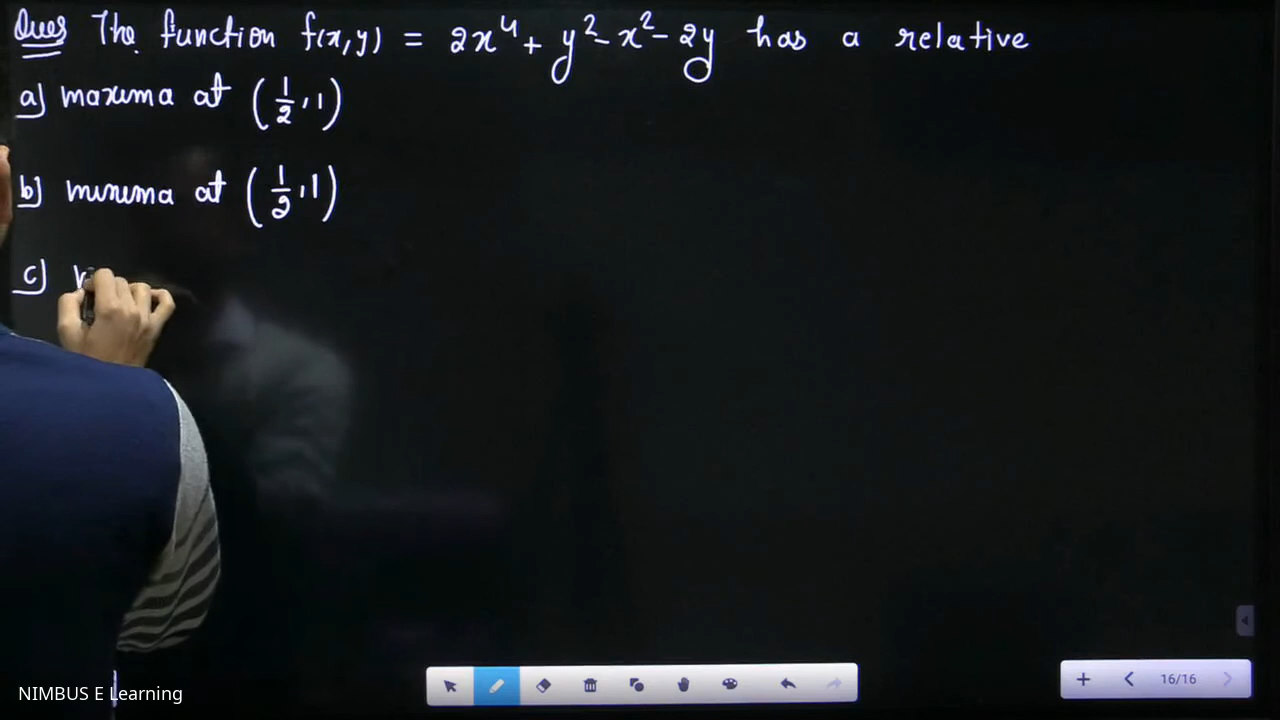 Ques The function f(x,y) = 2x⁴ + y² - x² - 2y has a relative
a) maxima at (1/2, 1)
b) minima at (1/2, 1)
c)
16/16
NIMBUS E Learning